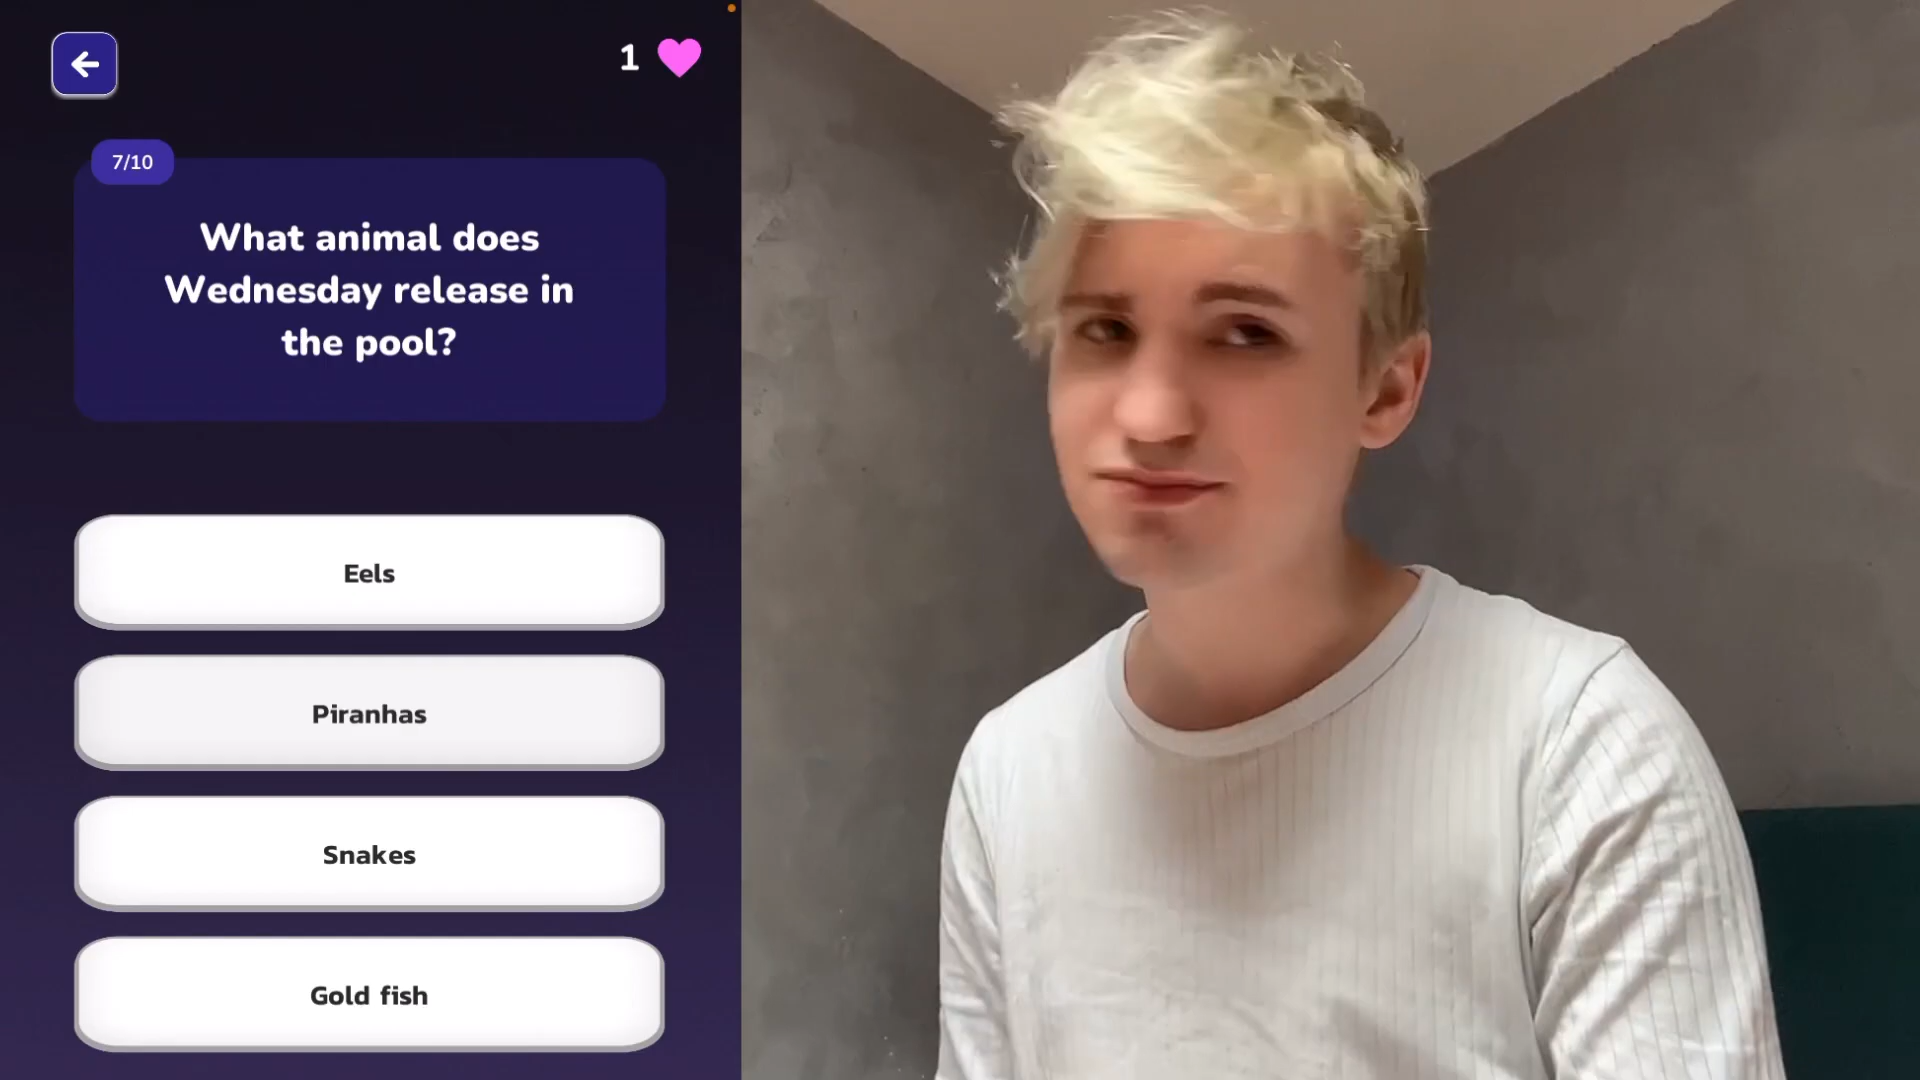 1
7/10
What animal does
Wednesday release in
the pool?
Eels
Piranhas
Snakes
Gold fish